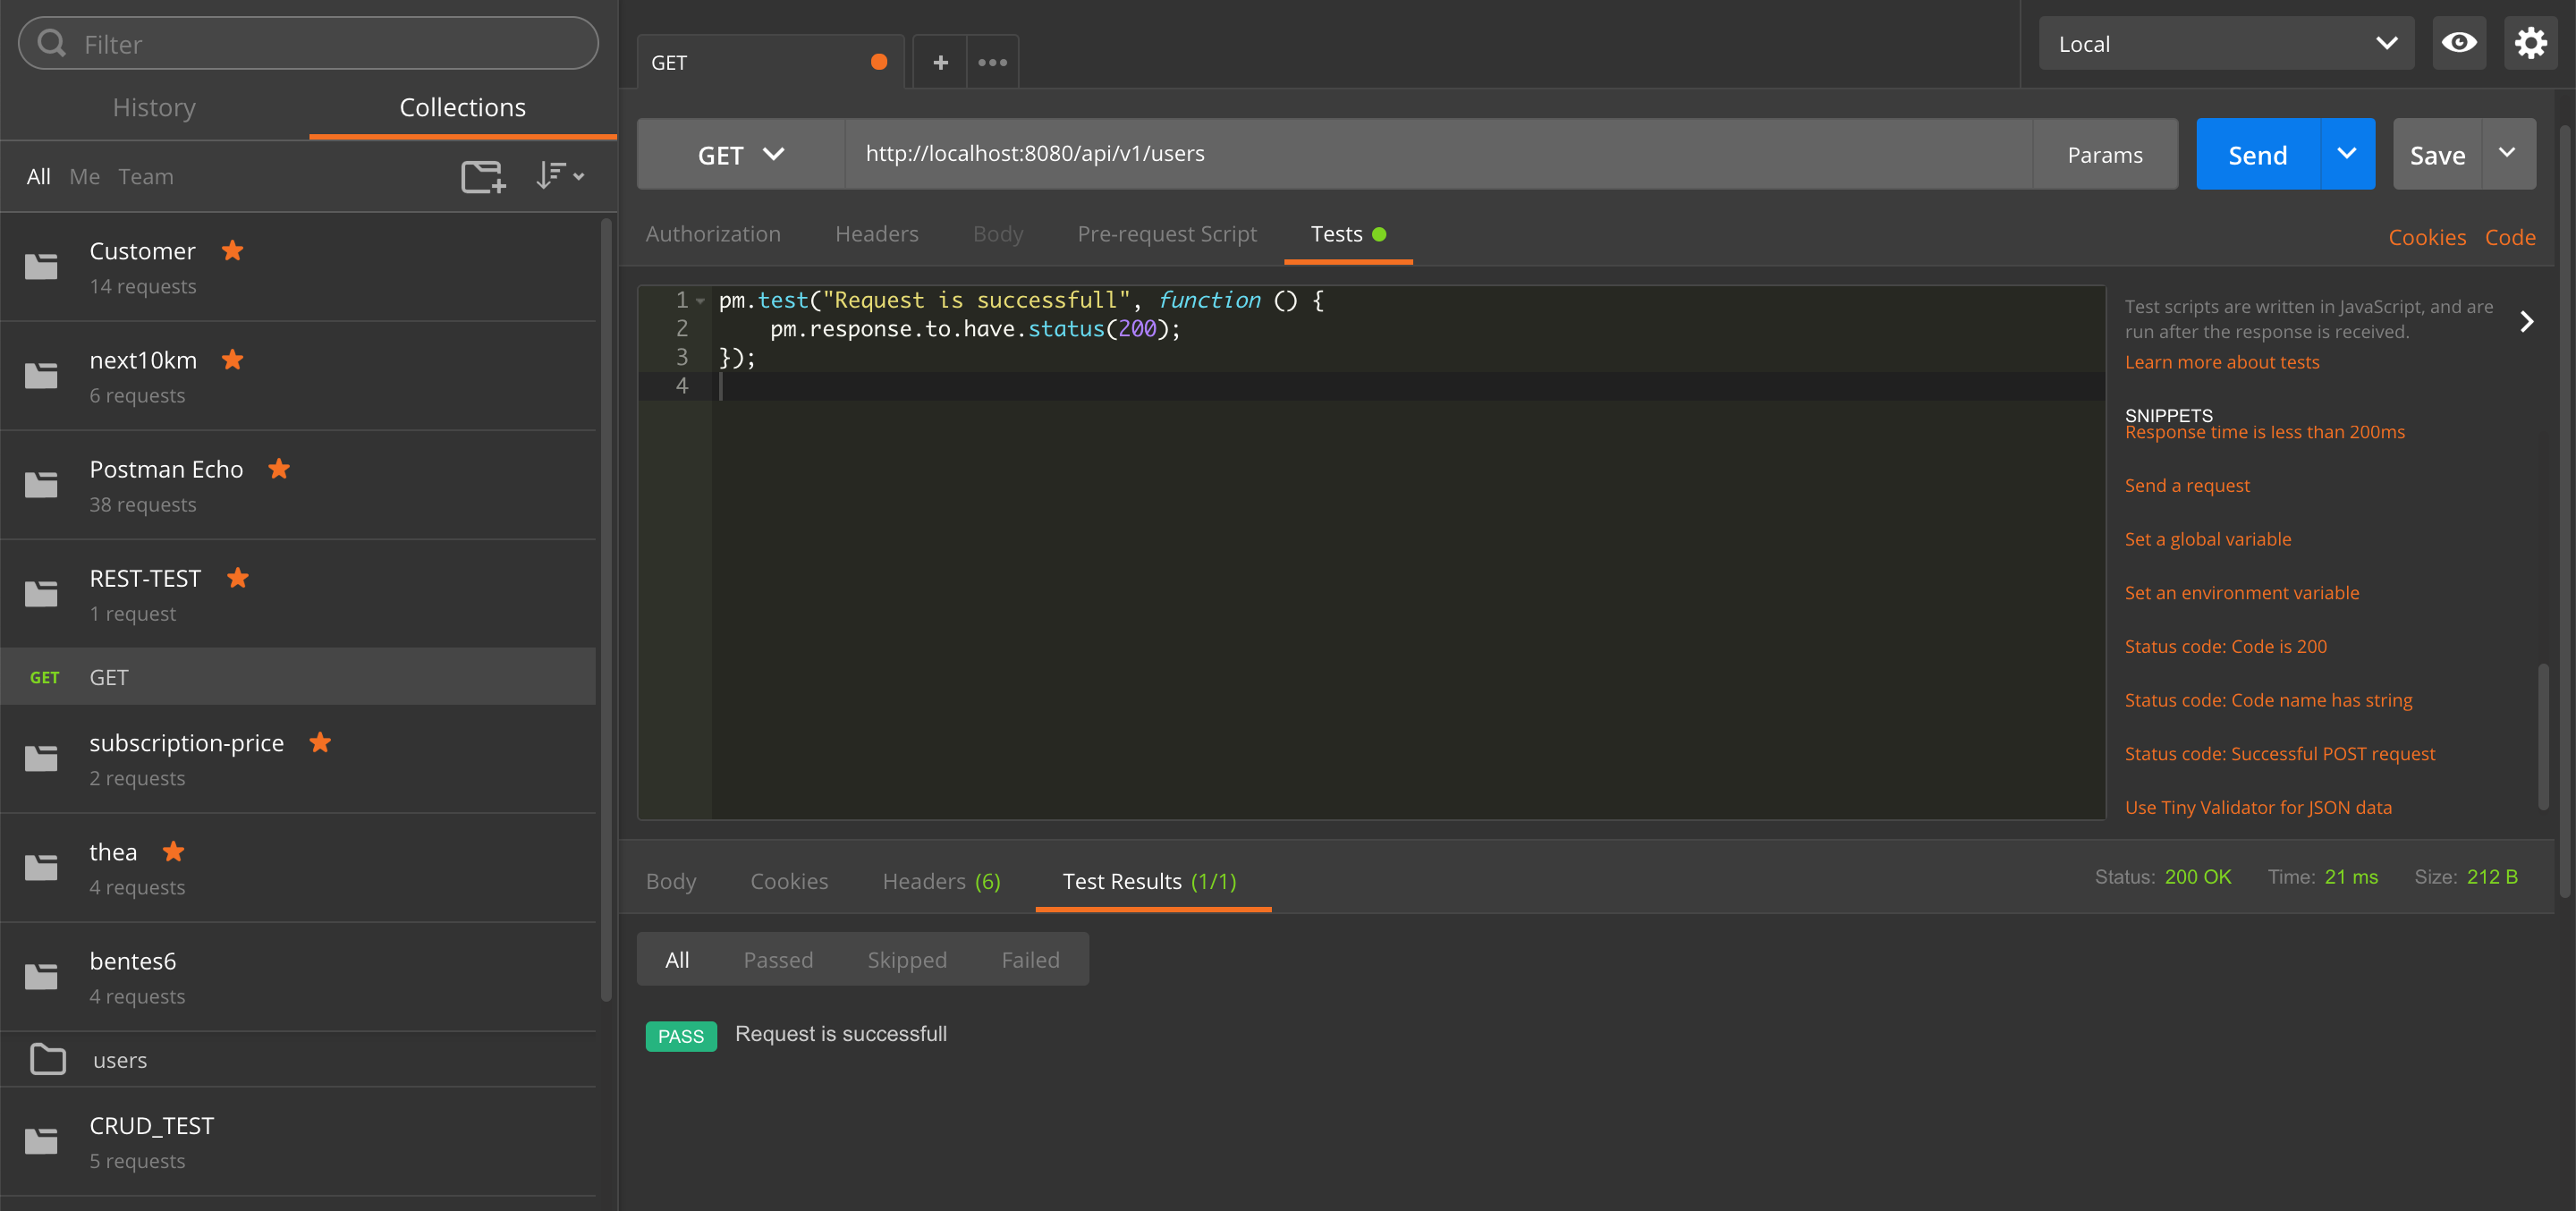 Filter
History Collections
All Me Team
Customer
14 requests
next10km
6 requests
Postman Echo
38 requests
REST-TEST
1 request
GET GET
subscription-price
2 requests
thea
4 requests
bentes6
4 requests
users
CRUD_TEST
5 requests
GET
Local
GET http://localhost:8080/api/v1/users Params Send Save
Authorization Headers Body Pre-request Script Tests Cookies Code
1 pm.test("Request is successfull", function () {
2 pm.response.to.have.status(200);
3 });
4
Test scripts are written in JavaScript, and are
run after the response is received.
Learn more about tests
SNIPPETS
Response time is less than 200ms
Send a request
Set a global variable
Set an environment variable
Status code: Code is 200
Status code: Code name has string
Status code: Successful POST request
Use Tiny Validator for JSON data
Body Cookies Headers (6) Test Results (1/1) Status: 200 OK Time: 21 ms Size: 212 B
All Passed Skipped Failed
PASS Request is successfull